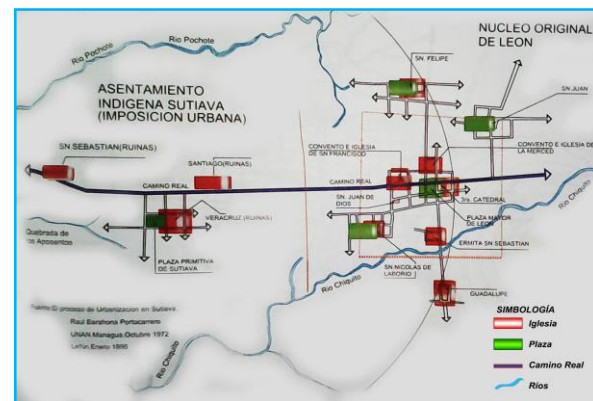 Rio Pochote
Rio Pochote
NUCLEO ORIGINAL
DE LEON
SN. FELIPE
ASENTAMIENTO
INDIGENA SUTIAVA
(IMPOSICION URBANA)
SN JUAN
SN SEBASTIAN(RUINAS)
SANTIAGO(RUINAS)
CONVENTO E IGLESIA
DE SN FRANCISCO
CONVENTO E IGLESIA DE
LA MERCED
CAMINO REAL
CAMINO REAL
3ra. CATEDRAL
SN. JUAN DE
DIOS
PLAZA MAYOR
DE LEON
Rio Chiquito
VERACRUZ (RUINAS)
Quebrada de
los Aposentos
PLAZA PRIMITIVA
DE SUTIAVA
ERMITA SN SEBASTIAN
SN NICOLAS DE
LABORIO
Rio Chiquito
GUADALUPE
Fuente:El proceso de Urbanizacion en Sutiava.
Raul Barahona Portocarrero
UNAN Managua Octubre 1972
León Enero 1995
Rio Chiquito
SIMBOLOGÍA
Iglesia
Plaza
Camino Real
Ríos